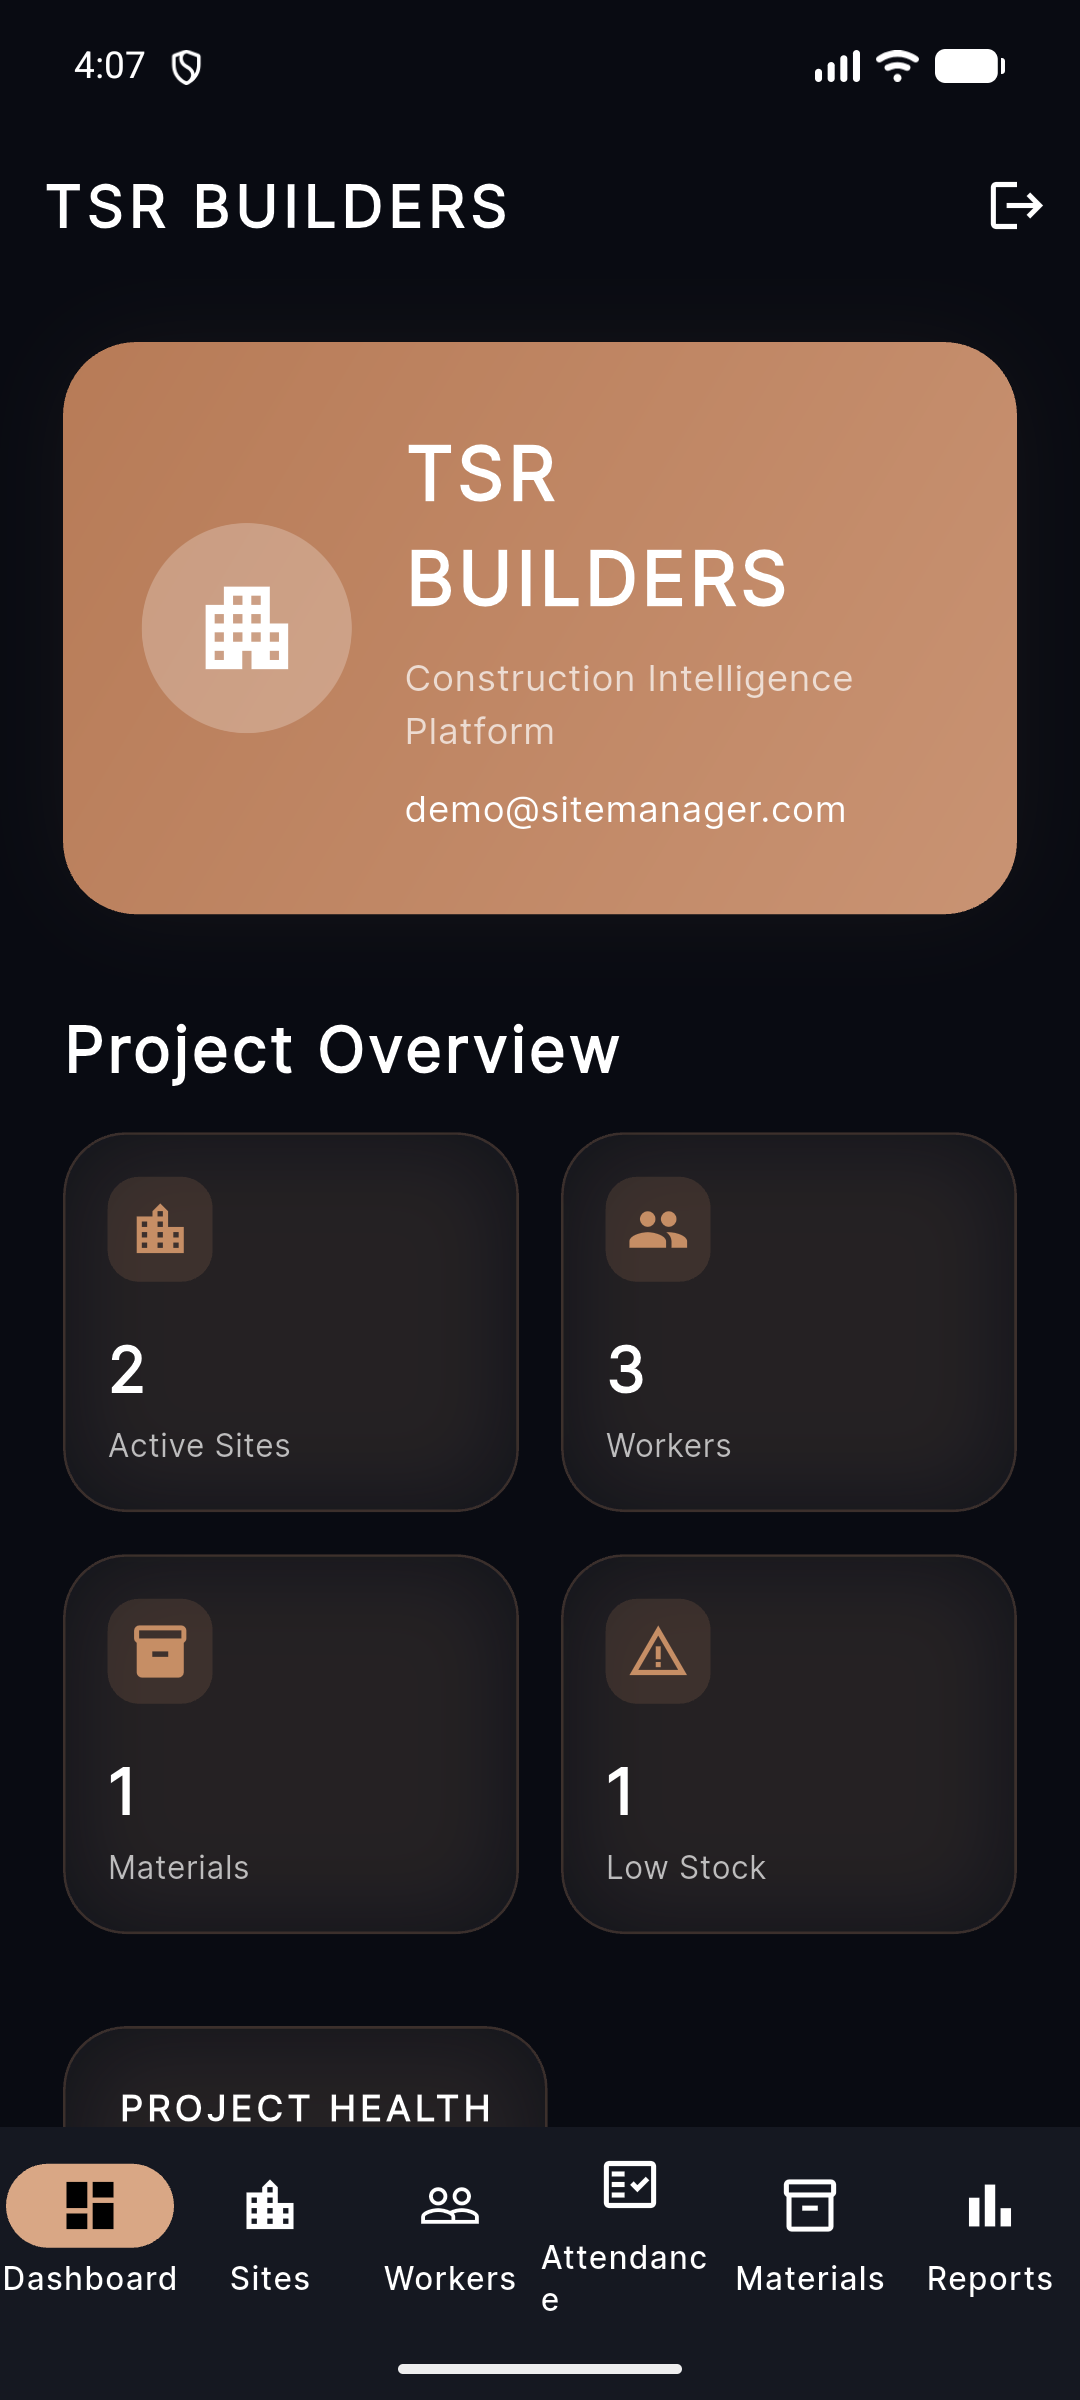 4:07
TSR BUILDERS
TSR
BUILDERS
Construction Intelligence
Platform
demo@sitemanager.com
Project Overview
2
Active Sites
3
Workers
1
Materials
1
Low Stock
PROJECT HEALTH
Dashboard
Sites
Workers
Attendanc
e
Materials
Reports